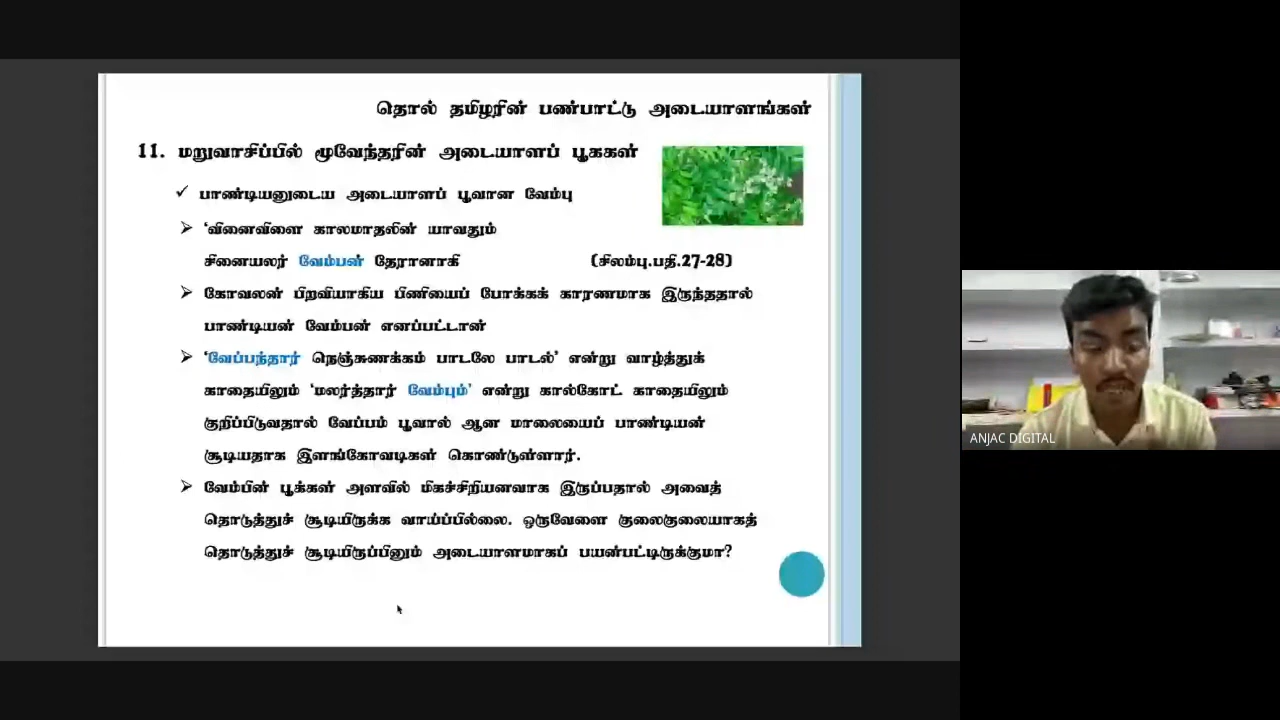 தொல் தமிழரின் பண்பாட்டு அடையாளங்கள்
11. மறுவாசிப்பில் மூவேந்தரின் அடையாளப் பூககள்
✓ பாண்டியனுடைய அடையாளப் பூவான வேம்பு
➢ ‘வினைவிளை காலமாதலின் யாவதும்
சினையலர் வேம்பன் தேரானாகி (சிலம்பு.பதி.27-28)
➢ கோவலன் பிறவியாகிய பிணியைப் போக்கக் காரணமாக இருந்ததால்
பாண்டியன் வேம்பன் எனப்பட்டான்
➢ ‘வேப்பந்தார் நெஞ்சுணக்கம் பாடலே பாடல்’ என்று வாழ்த்துக்
காதையிலும் ‘மலர்த்தார் வேம்பும்’ என்று கால்கோட் காதையிலும்
குறிப்பிடுவதால் வேப்பம் பூவால் ஆன மாலையைப் பாண்டியன்
சூடியதாக இளங்கோவடிகள் கொண்டுள்ளார்.
➢ வேம்பின் பூக்கள் அளவில் மிகச்சிறியனவாக இருப்பதால் அவைத்
தொடுத்துச் சூடியிருக்க வாய்ப்பில்லை. ஒருவேளை குலைகுலையாகத்
தொடுத்துச் சூடியிருப்பினும் அடையாளமாகப் பயன்பட்டிருக்குமா?
ANJAC DIGITAL